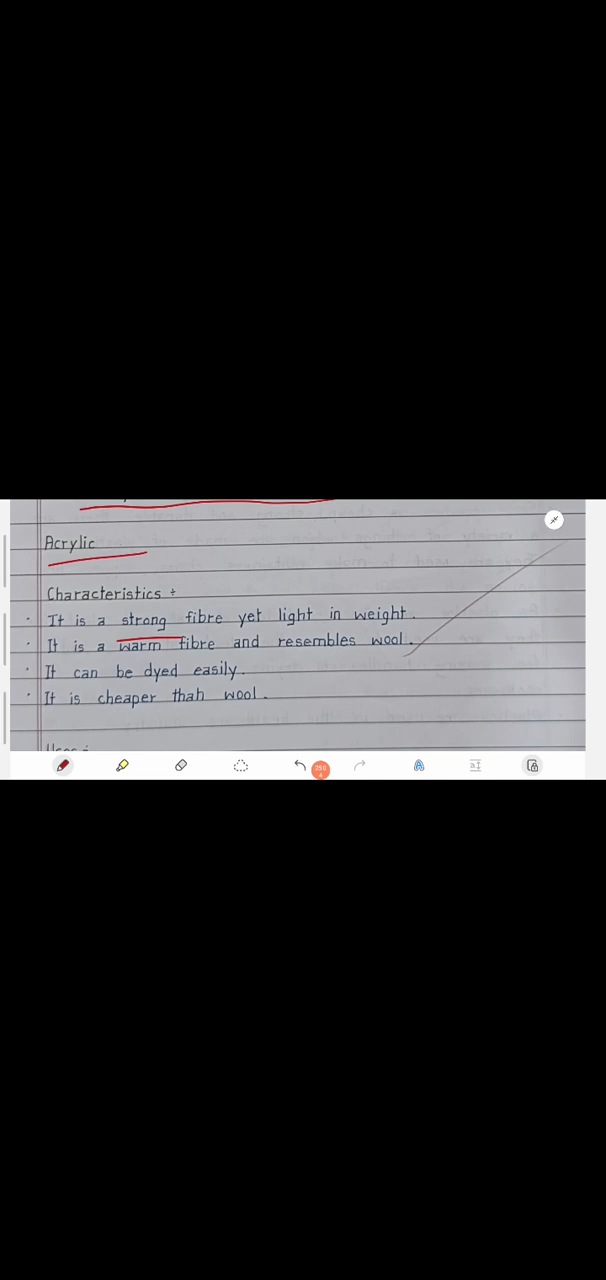 Acrylic
Characteristics ÷
· It is a strong fibre yet light in weight.
· It is a warm fibre and resembles wool.
· It can be dyed easily.
· It is cheaper than wool.